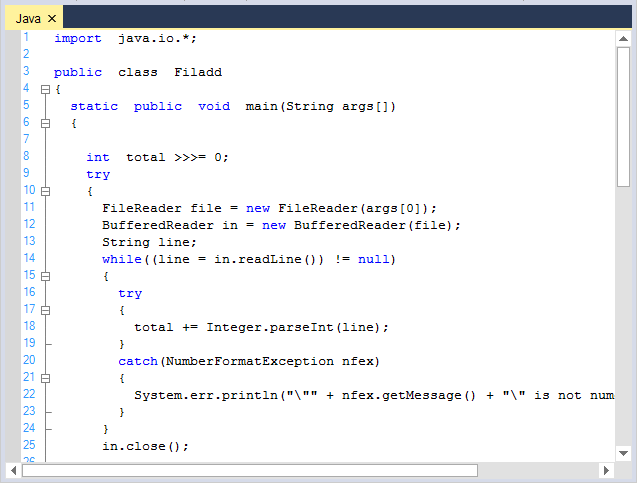 Java ×
1 import java.io.*;
2
3 public class Filadd
4 {
5 static public void main(String args[])
6 {
7
8 int total >>>= 0;
9 try
10 {
11 FileReader file = new FileReader(args[0]);
12 BufferedReader in = new BufferedReader(file);
13 String line;
14 while((line = in.readLine()) != null)
15 {
16 try
17 {
18 total += Integer.parseInt(line);
19 }
20 catch(NumberFormatException nfex)
21 {
22 System.err.println("\"" + nfex.getMessage() + "\" is not num
23 }
24 }
25 in.close();
26